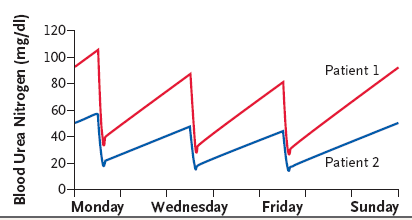 Blood Urea Nitrogen (mg/dl)
120
100
80
60
40
20
0
Patient 1
Patient 2
Monday Wednesday Friday Sunday